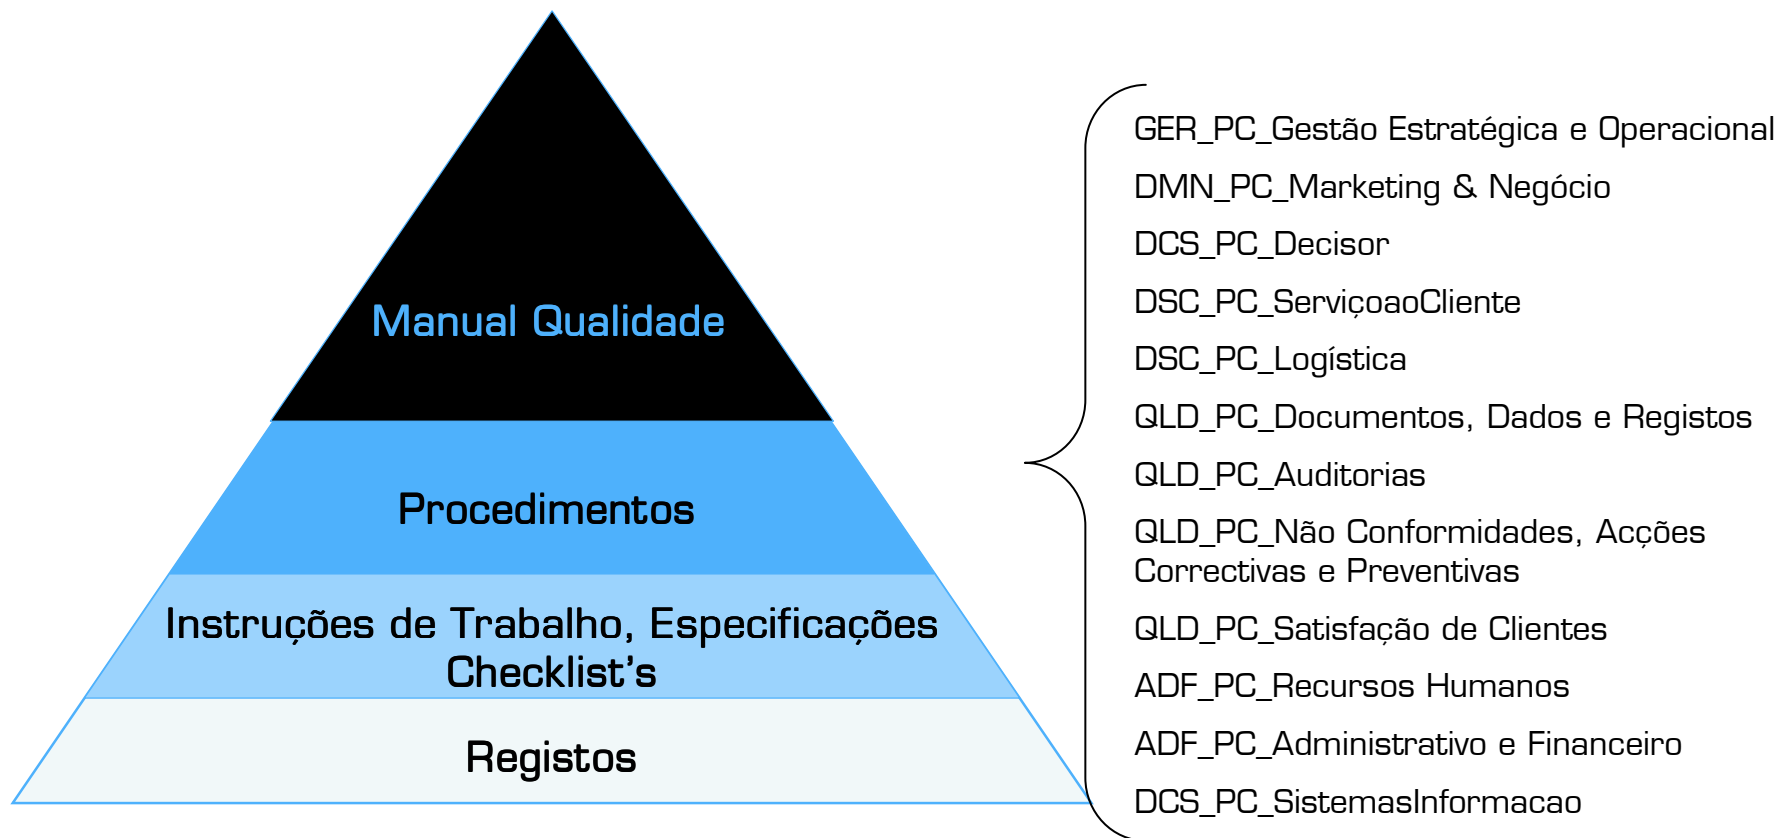 Manual Qualidade
Procedimentos
Instruções de Trabalho, Especificações
Checklist's
Registos
GER_PC_Gestão Estratégica e Operacional
DMN_PC_Marketing & Negócio
DCS_PC_Decisor
DSC_PC_ServiçoaoCliente
DSC_PC_Logística
QLD_PC_Documentos, Dados e Registos
QLD_PC_Auditorias
QLD_PC_Não Conformidades, Acções
Correctivas e Preventivas
QLD_PC_Satisfação de Clientes
ADF_PC_Recursos Humanos
ADF_PC_Administrativo e Financeiro
DCS_PC_SistemasInformacao